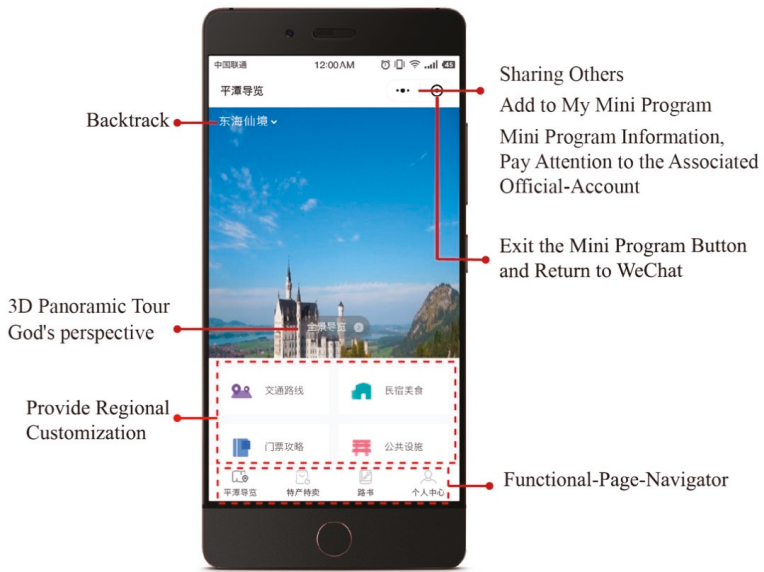 中国联通 12:00AM 45
平潭导览
东海仙境
全景导览
交通路线 民宿美食
门票攻略 公共设施
平潭导览 特产特卖 路书 个人中心
Backtrack
3D Panoramic Tour
God's perspective
Provide Regional
Customization
Sharing Others
Add to My Mini Program
Mini Program Information,
Pay Attention to the Associated
Official-Account
Exit the Mini Program Button
and Return to WeChat
Functional-Page-Navigator